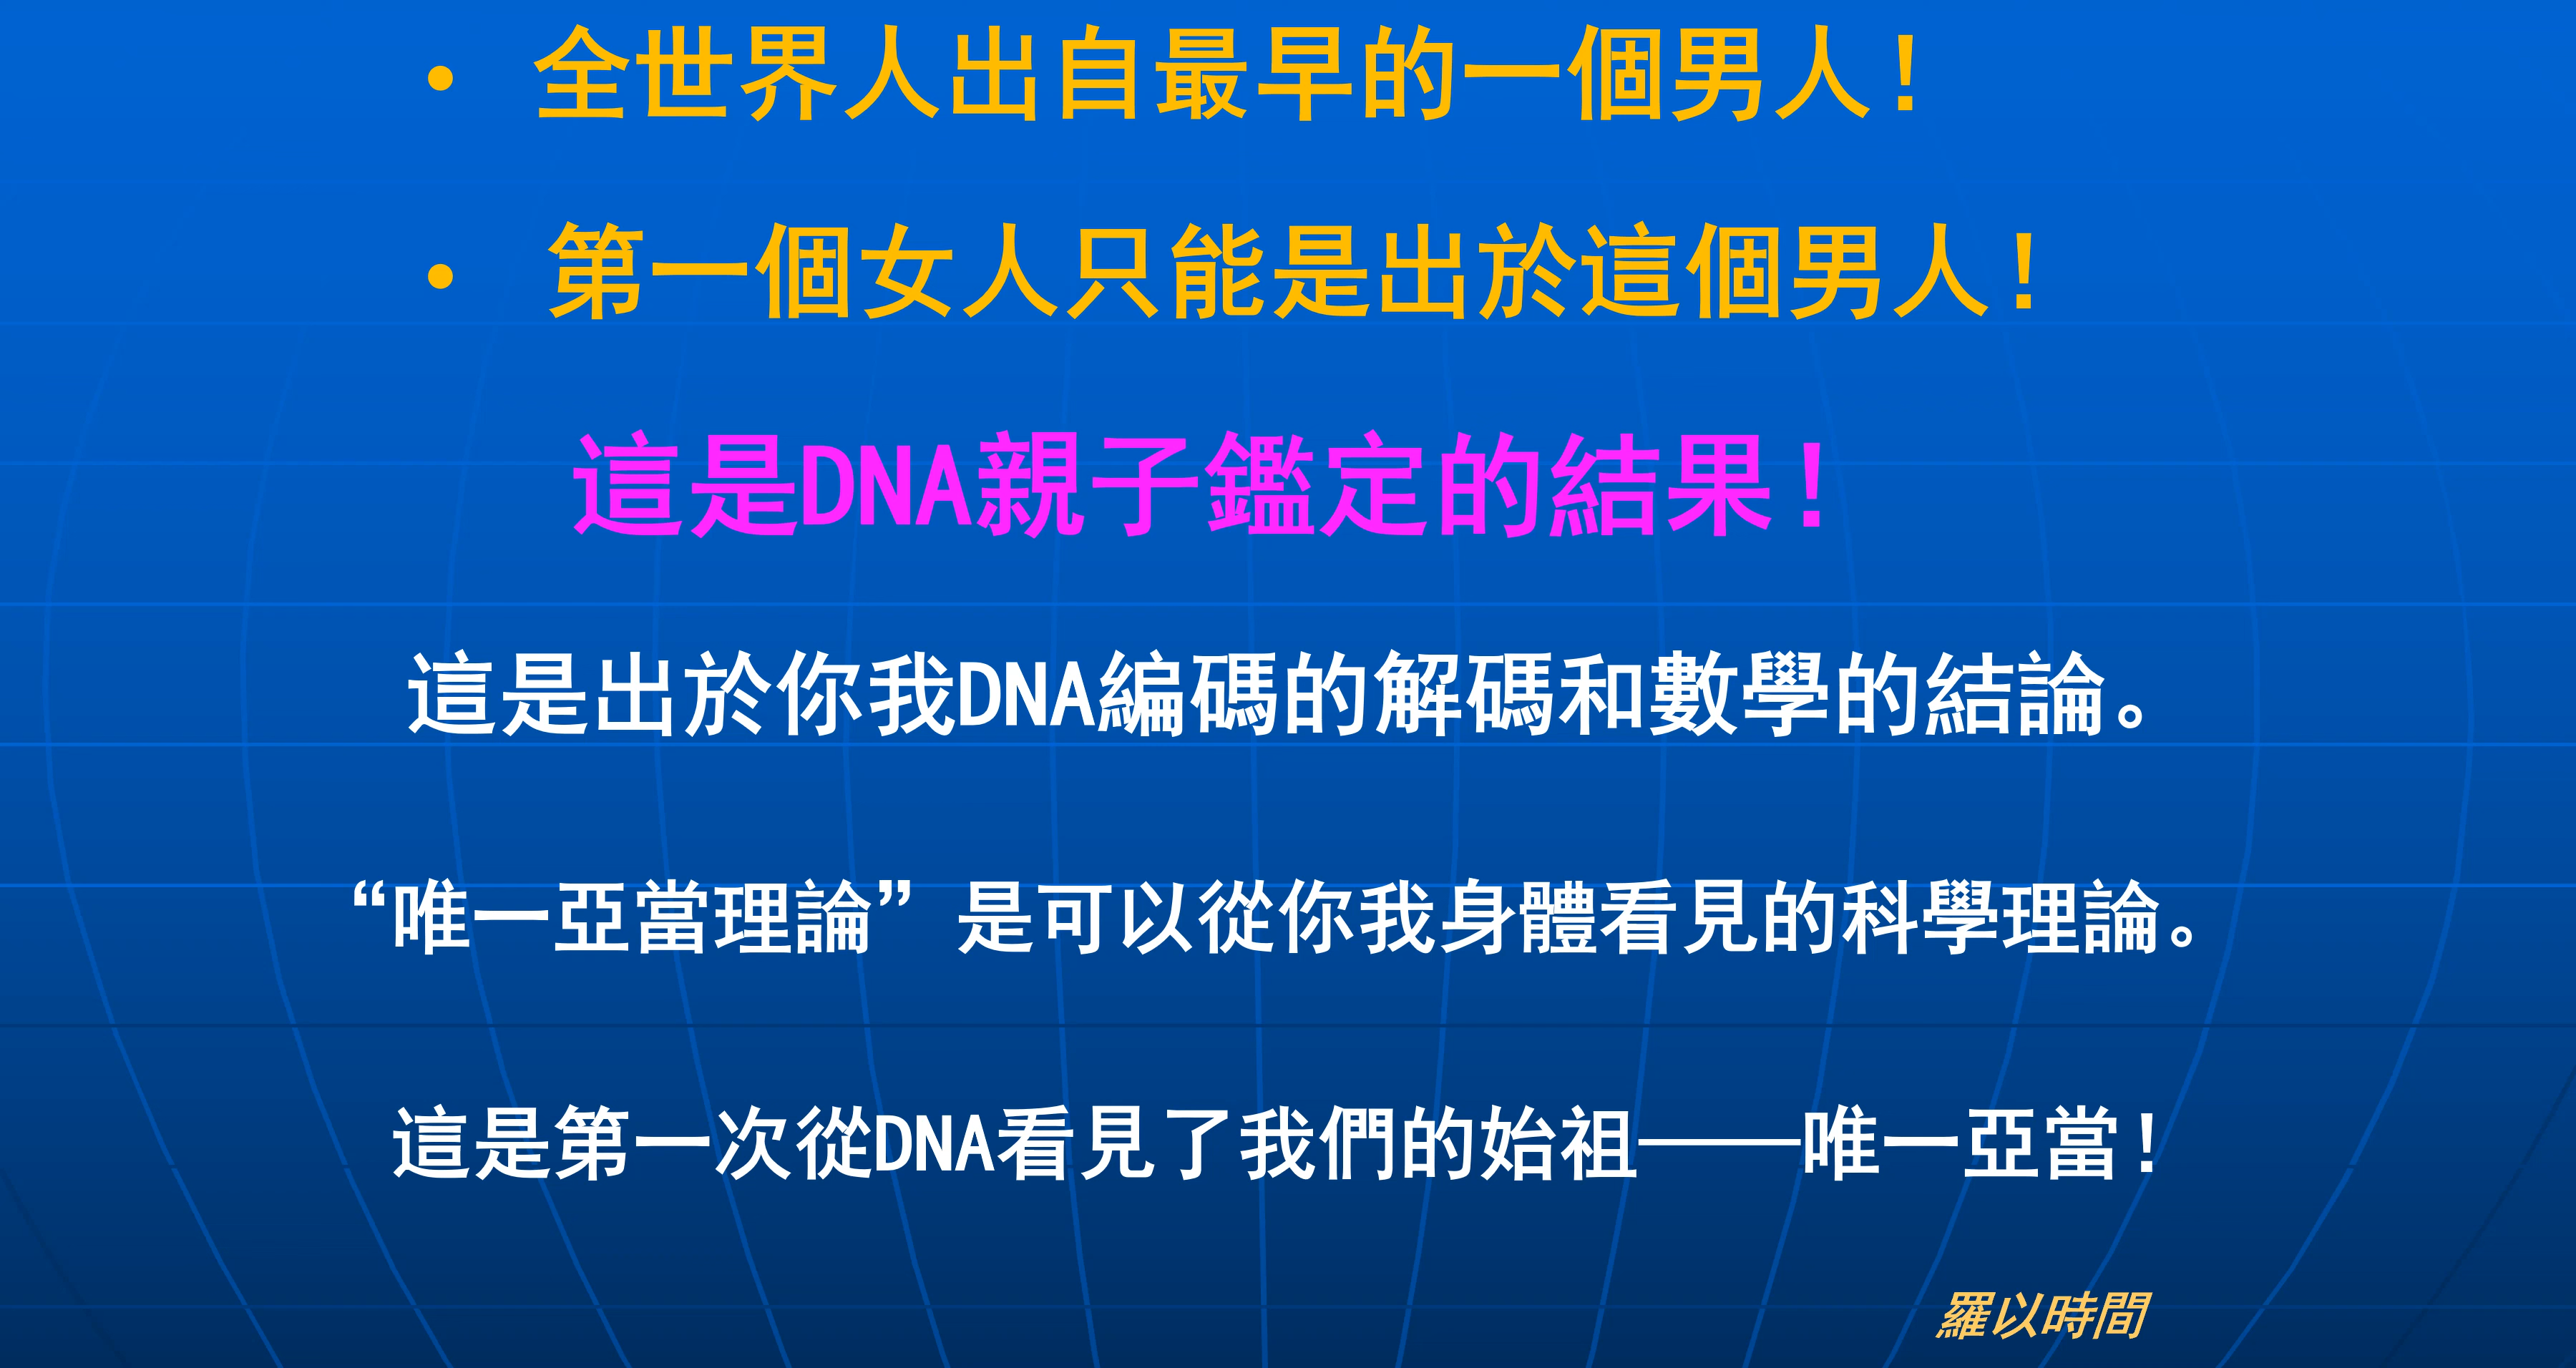 • 全世界人出自最早的一個男人！
• 第一個女人只能是出於這個男人！
這是DNA親子鑑定的結果！
這是出於你我DNA編碼的解碼和數學的結論。
“唯一亞當理論”是可以從你我身體看見的科學理論。
這是第一次從DNA看見了我們的始祖——唯一亞當！
羅以時間